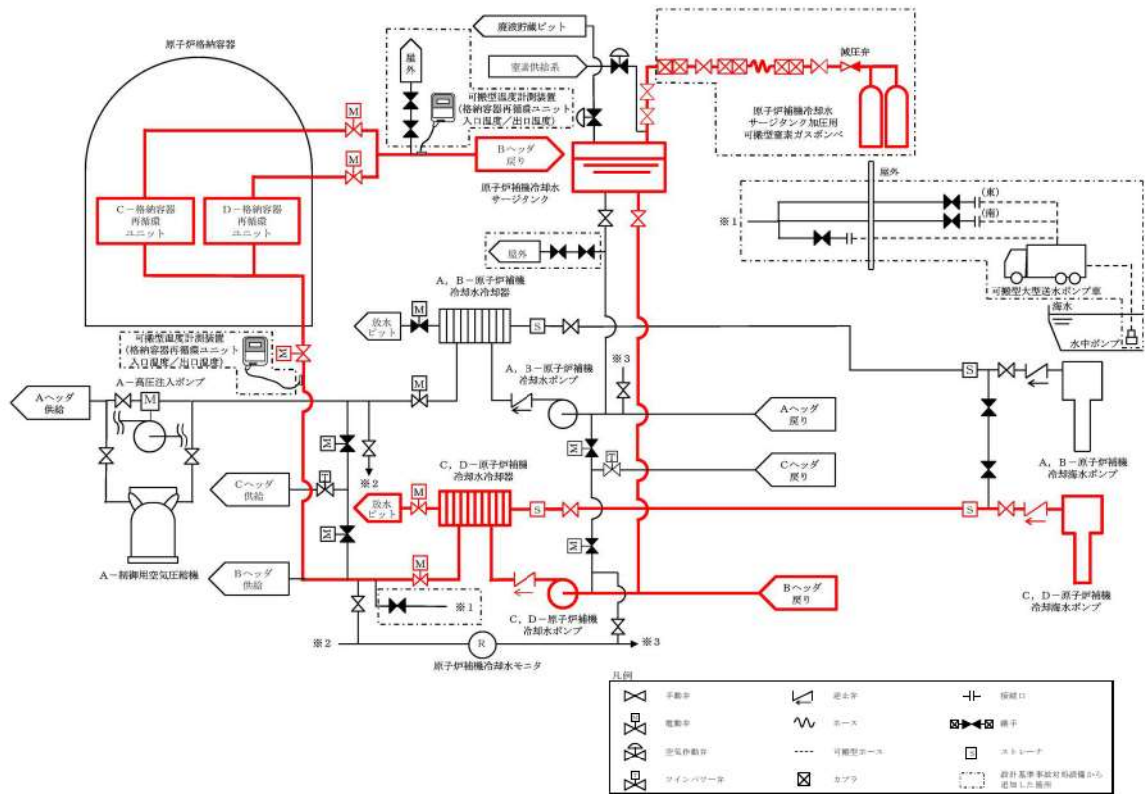 原子炉格納容器
屋外
可搬型温度計測装置
(格納容器再循環ユニット
入口温度/出口温度)
廃液貯蔵ピット
窒素供給系
減圧弁
原子炉補機冷却水
サージタンク加圧用
可搬型窒素ガスボンベ
M
M
Bヘッダ
戻り
原子炉補機冷却水
サージタンク
C-格納容器
再循環
ユニット
D-格納容器
再循環
ユニット
屋外
※1
(東)
(南)
可搬型大型送水ポンプ車
海水
水中ポンプ
屋外
A,B-原子炉補機
冷却水冷却器
放水
ピット
M
S
可搬型温度計測装置
(格納容器再循環ユニット
入口温度/出口温度)
M
※3
A,B-原子炉補機
冷却水ポンプ
S
A-高圧注入ポンプ
Aヘッダ
供給
M
M
Aヘッダ
戻り
M
M
Cヘッダ
戻り
T
A,B-原子炉補機
冷却海水ポンプ
※2
C,D-原子炉補機
冷却水冷却器
Cヘッダ
供給
T
放水
ピット
M
S
S
M
M
A-制御用空気圧縮機
Bヘッダ
供給
M
Bヘッダ
戻り
C,D-原子炉補機
冷却海水ポンプ
※1
C,D-原子炉補機
冷却水ポンプ
※2
R
※3
原子炉補機冷却水モニタ
凡例
手動弁
逆止弁
接続口
M
電動弁
ホース
継手
空気作動弁
可搬型ホース
S
ストレーナ
T
ツインパワー弁
カプラ
設計基準事故対処設備から
追加した箇所